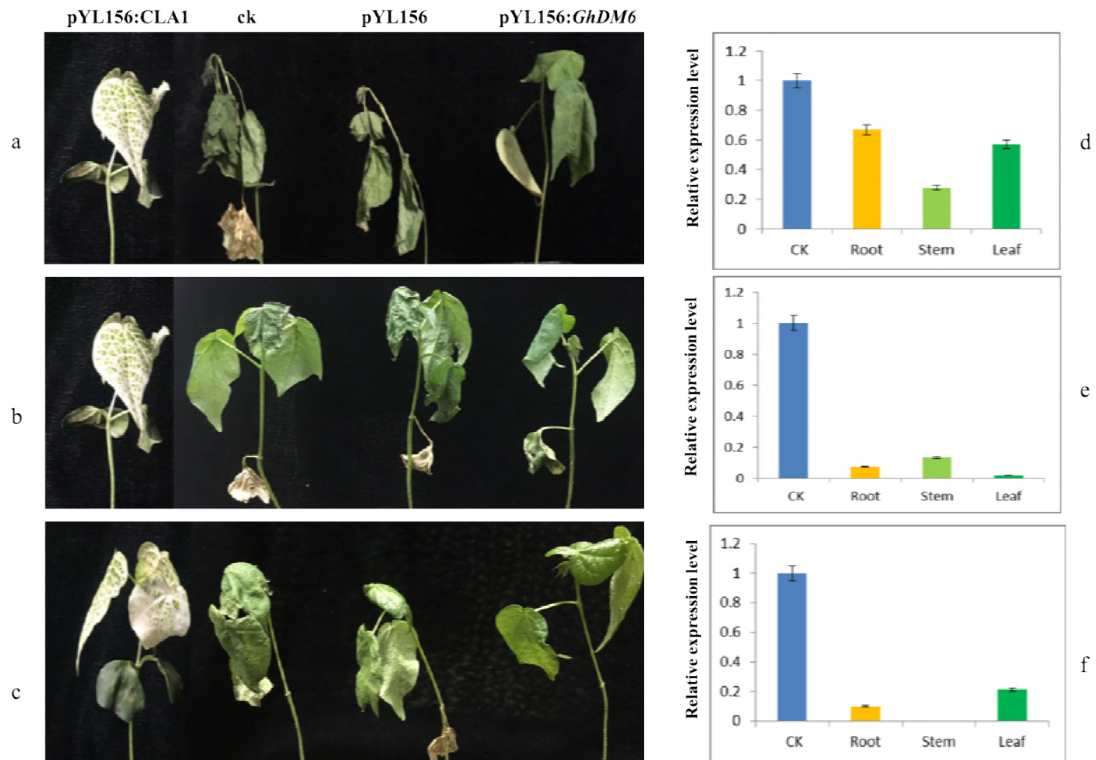 pYL156:CLA1 ck pYL156 pYL156:GhDM6
a
b
c
Relative expression level
1.2
1
0.8
0.6
0.4
0.2
0
CK Root Stem Leaf
d
Relative expression level
1.2
1
0.8
0.6
0.4
0.2
0
CK Root Stem Leaf
e
Relative expression level
1.2
1
0.8
0.6
0.4
0.2
0
CK Root Stem Leaf
f